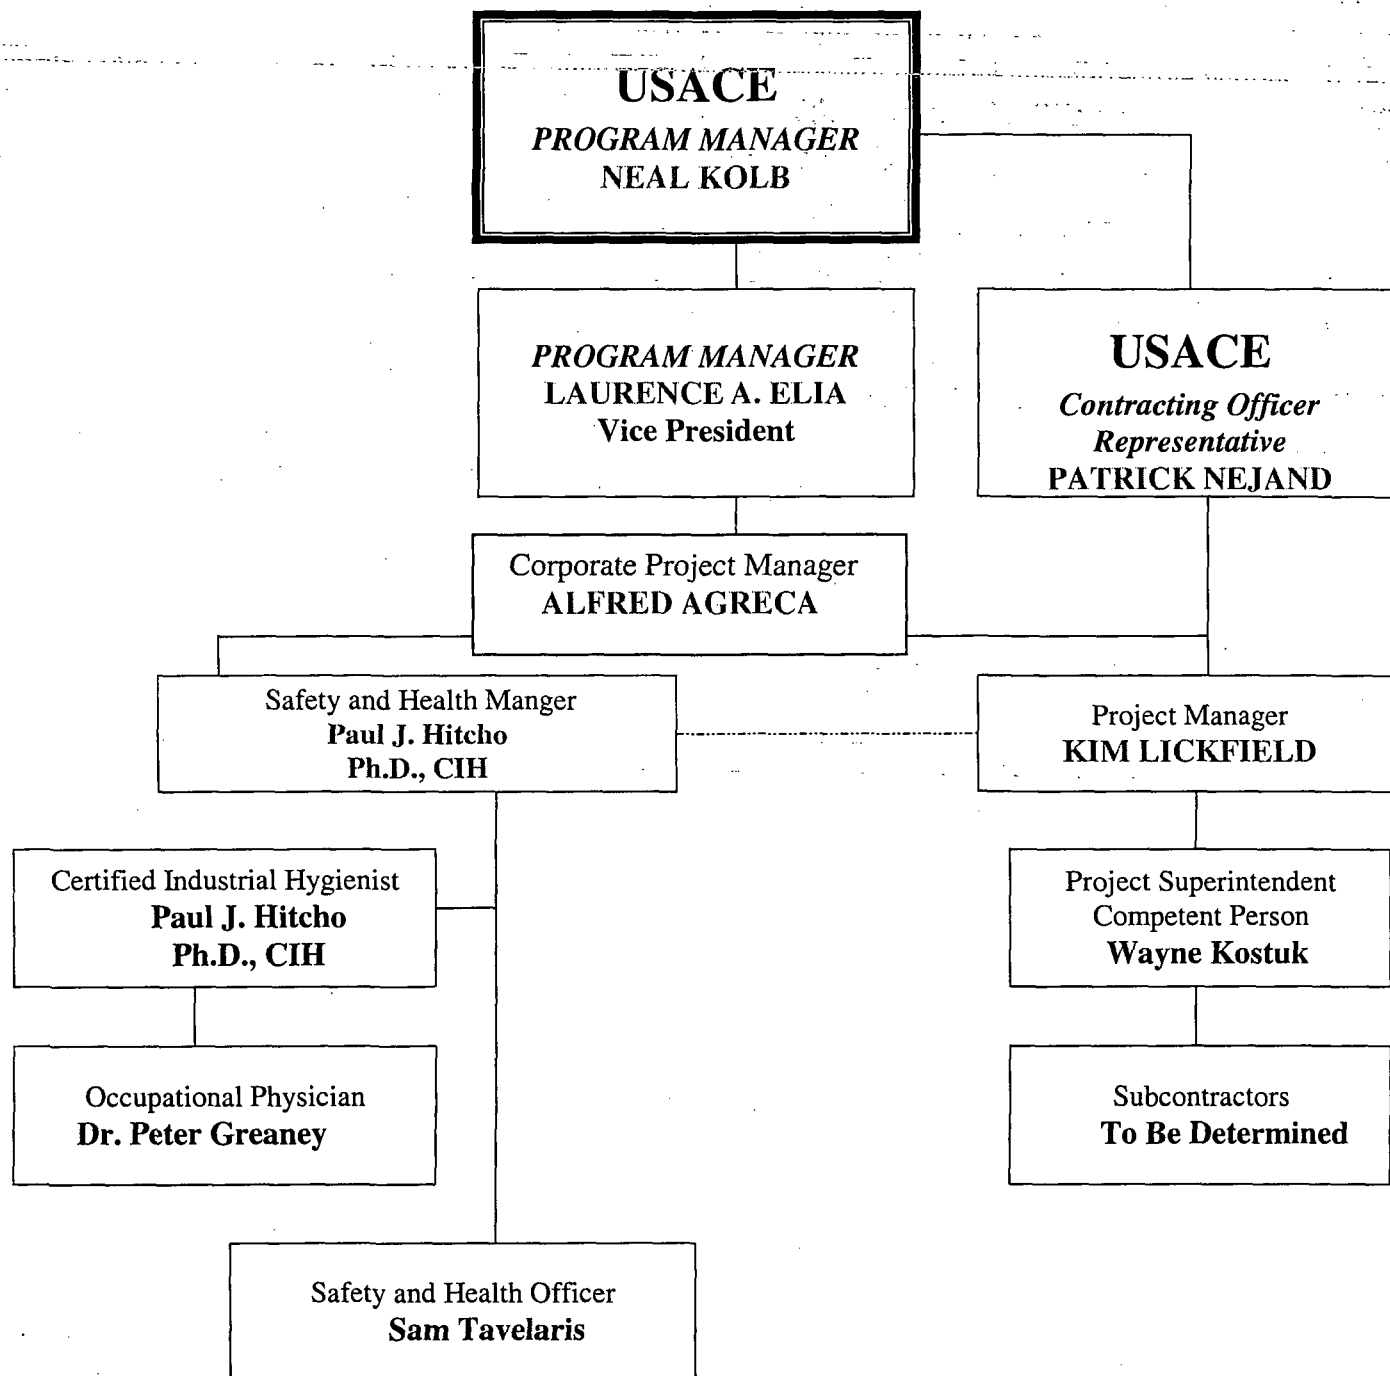 USACE
PROGRAM MANAGER
NEAL KOLB
PROGRAM MANAGER
LAURENCE A. ELIA
Vice President
USACE
Contracting Officer
Representative
PATRICK NEJAND
Corporate Project Manager
ALFRED AGRECA
Safety and Health Manger
Paul J. Hitcho
Ph.D., CIH
Project Manager
KIM LICKFIELD
Certified Industrial Hygienist
Paul J. Hitcho
Ph.D., CIH
Project Superintendent
Competent Person
Wayne Kostuk
Occupational Physician
Dr. Peter Greaney
Subcontractors
To Be Determined
Safety and Health Officer
Sam Tavelaris